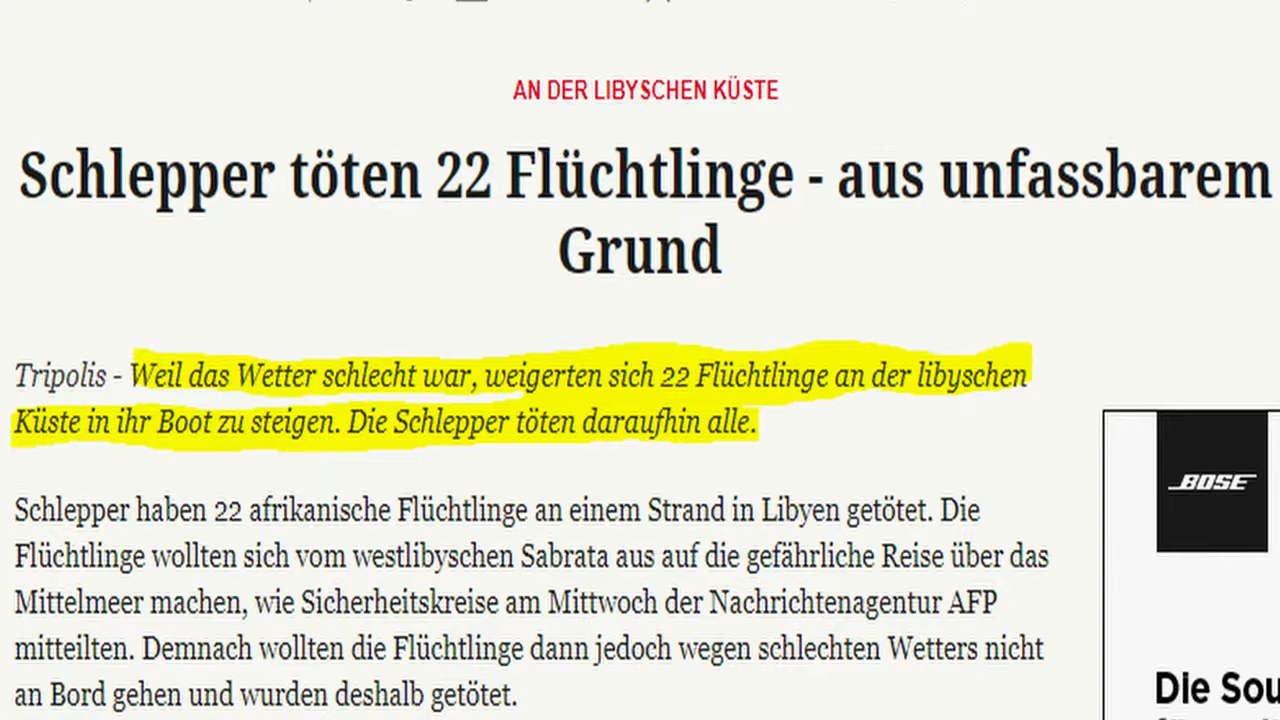 AN DER LIBYSCHEN KÜSTE
Schlepper töten 22 Flüchtlinge - aus unfassbarem
Grund
Tripolis - Weil das Wetter schlecht war, weigerten sich 22 Flüchtlinge an der libyschen
Küste in ihr Boot zu steigen. Die Schlepper töten daraufhin alle.
Schlepper haben 22 afrikanische Flüchtlinge an einem Strand in Libyen getötet. Die
Flüchtlinge wollten sich vom westlibyschen Sabrata aus auf die gefährliche Reise über das
Mittelmeer machen, wie Sicherheitskreise am Mittwoch der Nachrichtenagentur AFP
mitteilten. Demnach wollten die Flüchtlinge dann jedoch wegen schlechten Wetters nicht
an Bord gehen und wurden deshalb getötet.
BOSE
Die Sou